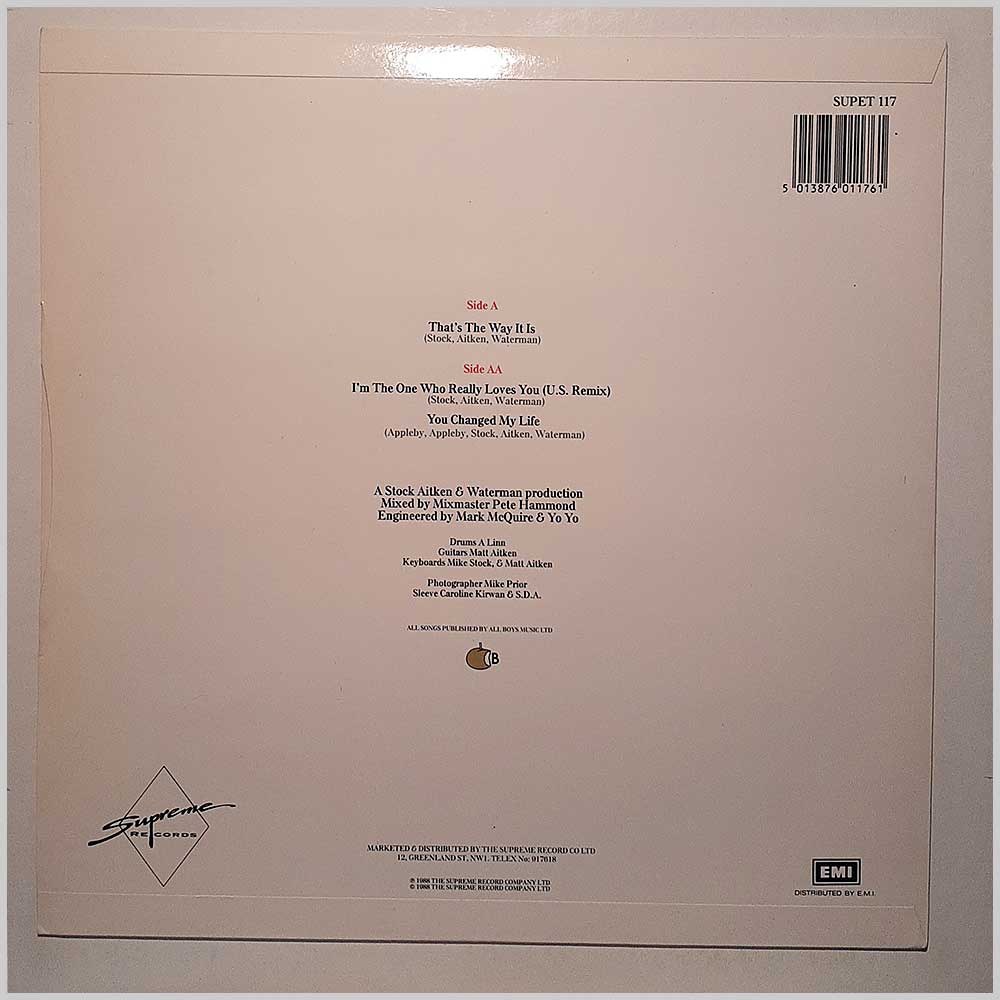 SUPET 117
5 013876 011761
Side A
That's The Way It Is
(Stock, Aitken, Waterman)
Side AA
I'm The One Who Really Loves You (U.S. Remix)
(Stock, Aitken, Waterman)
You Changed My Life
(Appleby, Appleby, Stock, Aitken, Waterman)
A Stock Aitken & Waterman production
Mixed by Mixmaster Pete Hammond
Engineered by Mark McQuire & Yo Yo
Drums A Linn
Guitars Matt Aitken
Keyboards Mike Stock, & Matt Aitken
Photographer Mike Prior
Sleeve Caroline Kirwan & S.D.A.
ALL SONGS PUBLISHED BY ALL BOYS MUSIC LTD
B
Supreme
RECORDS
MARKETED & DISTRIBUTED BY THE SUPREME RECORD CO LTD
12, GREENLAND ST, NW1. TELEX No: 917618
℗ 1988 THE SUPREME RECORD COMPANY LTD
© 1988 THE SUPREME RECORD COMPANY LTD
EMI
DISTRIBUTED BY E.M.I.